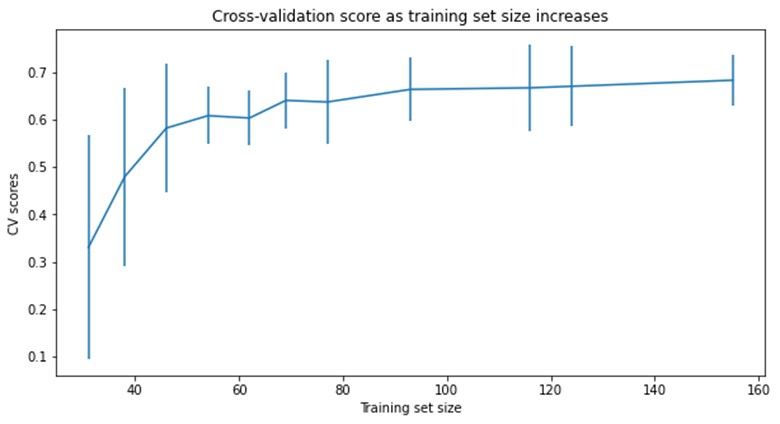 Cross-validation score as training set size increases
CV scores
0.7
0.6
0.5
0.4
0.3
0.2
0.1
40 60 80 100 120 140 160
Training set size